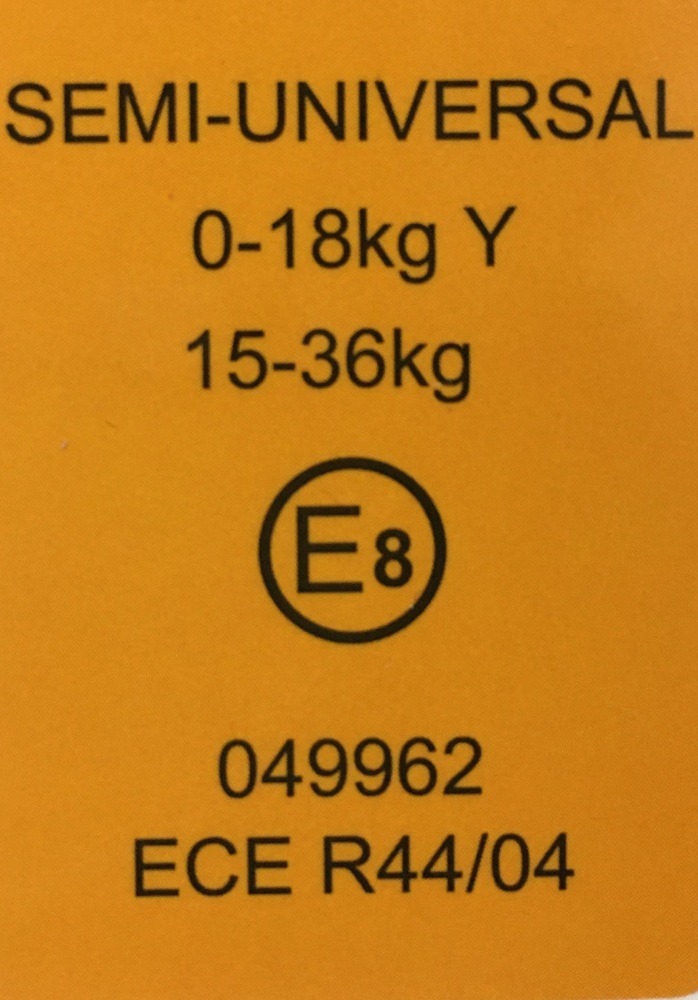 SEMI-UNIVERSAL
0-18kg Y
15-36kg
E8
049962
ECE R44/04